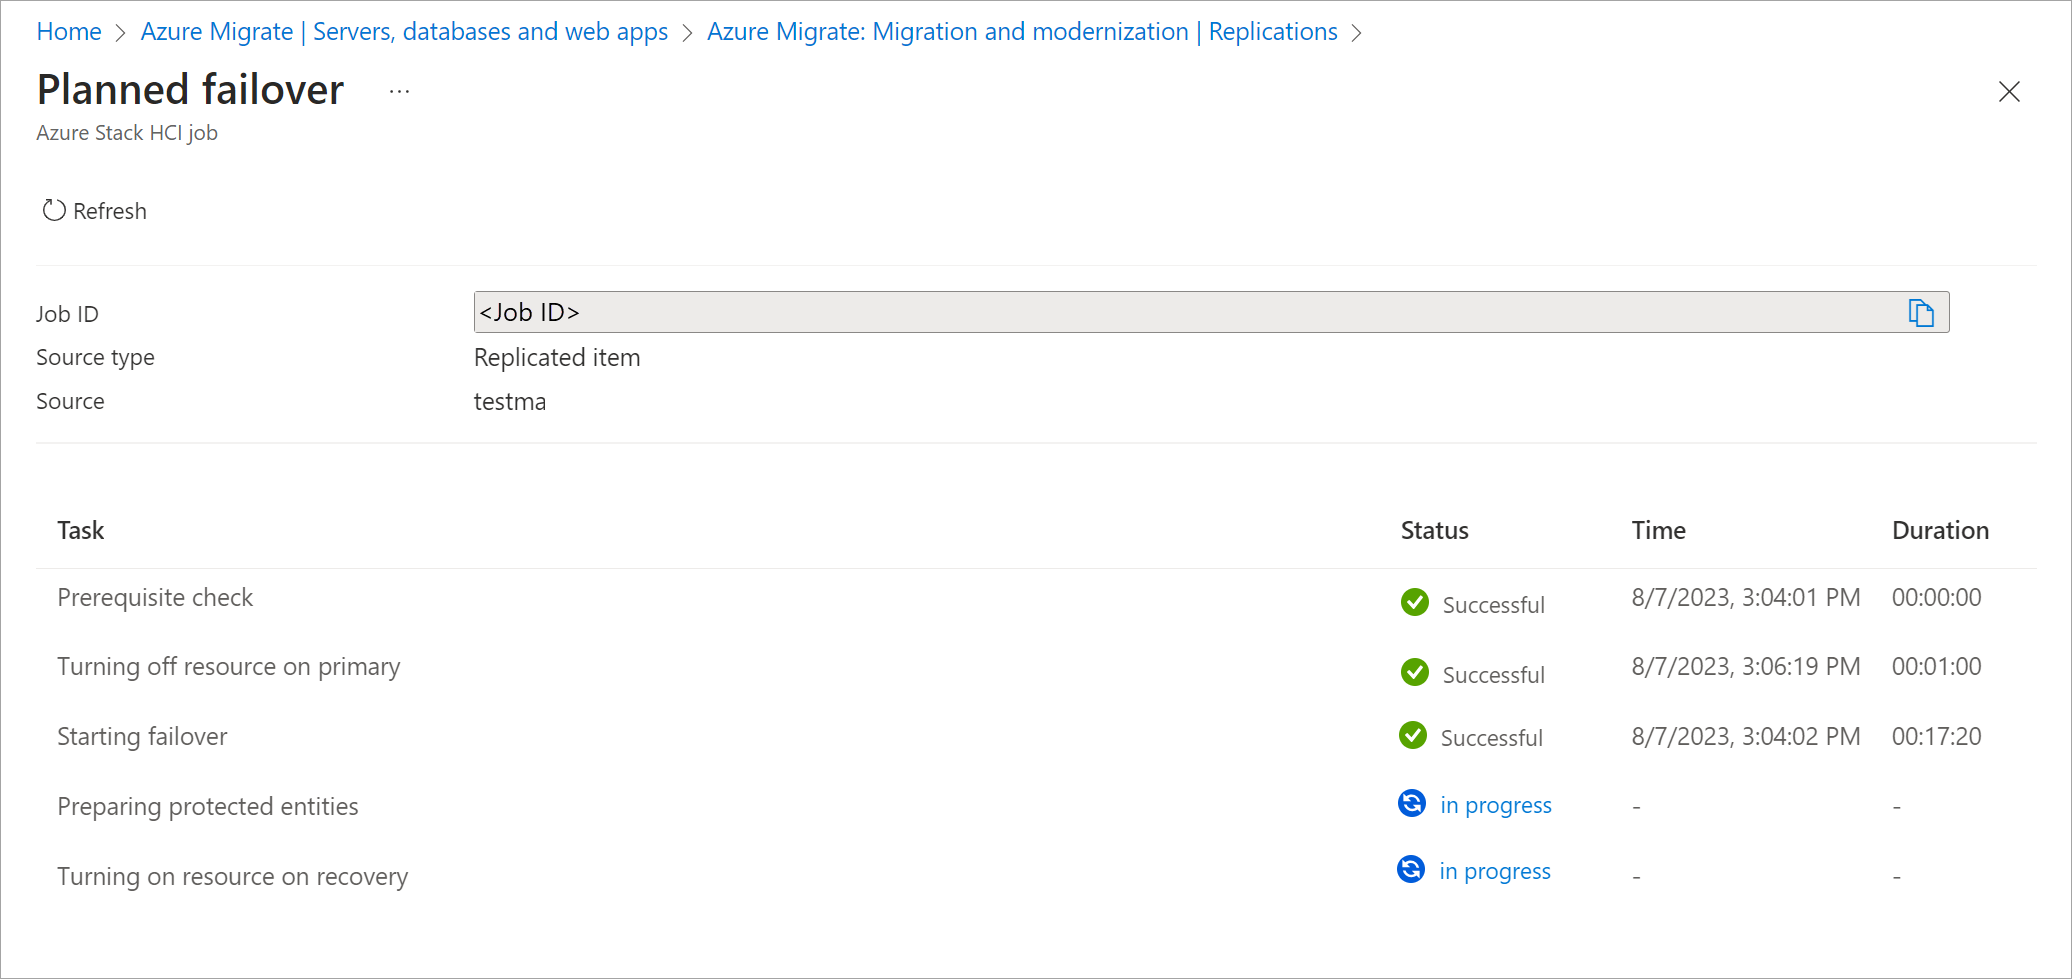 Home > Azure Migrate | Servers, databases and web apps > Azure Migrate: Migration and modernization | Replications >
Planned failover ...
Azure Stack HCI job
Refresh
Job ID <Job ID>
Source type Replicated item
Source testma
Task Status Time Duration
Prerequisite check Successful 8/7/2023, 3:04:01 PM 00:00:00
Turning off resource on primary Successful 8/7/2023, 3:06:19 PM 00:01:00
Starting failover Successful 8/7/2023, 3:04:02 PM 00:17:20
Preparing protected entities in progress - -
Turning on resource on recovery in progress - -